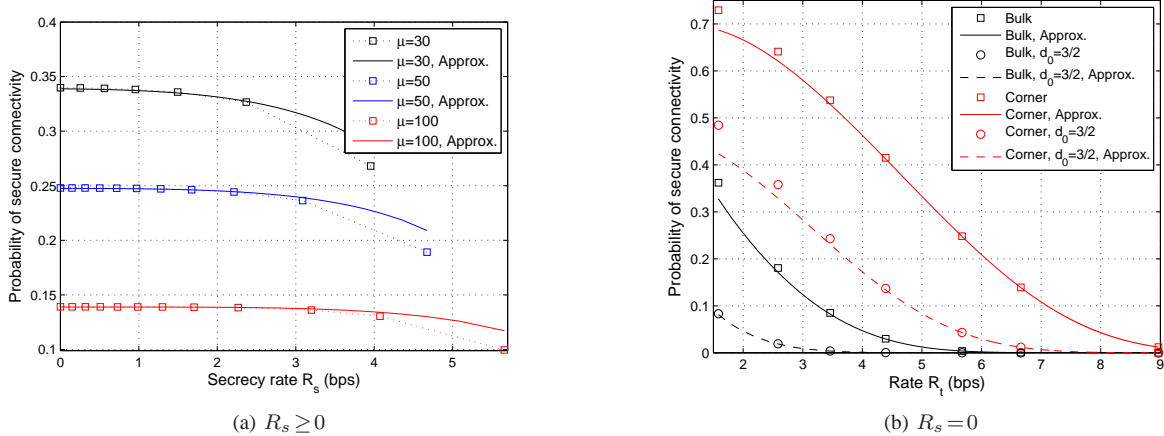 0.4
0.35
0.3
0.25
0.2
0.15
0.1
0 1 2 3 4 5
Probability of secure connectivity
Secrecy rate R_s (bps)
μ=30
μ=30, Approx.
μ=50
μ=50, Approx.
μ=100
μ=100, Approx.
(a) R_s ≥0
0.7
0.6
0.5
0.4
0.3
0.2
0.1
0
2 3 4 5 6 7 8 9
Probability of secure connectivity
Rate R_t (bps)
Bulk
Bulk, Approx.
Bulk, d_0=3/2
Bulk, d_0=3/2, Approx.
Corner
Corner, Approx.
Corner, d_0=3/2
Corner, d_0=3/2, Approx.
(b) R_s=0